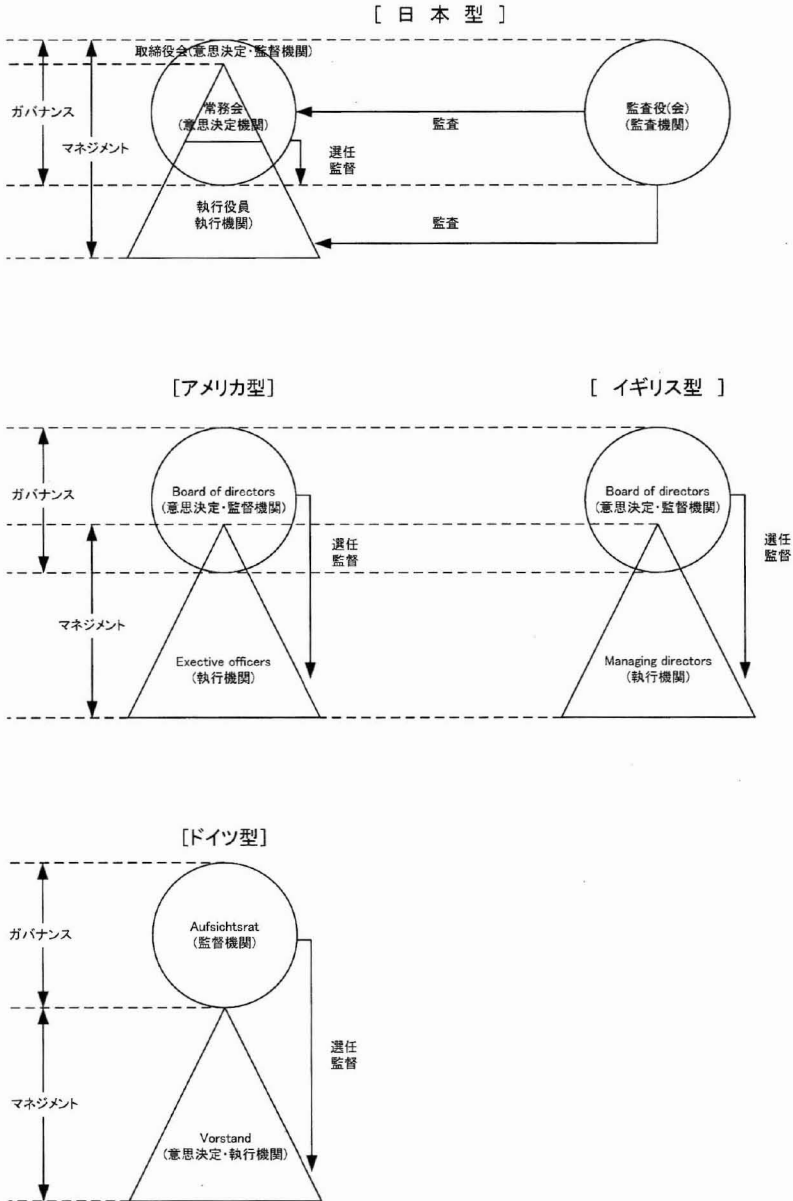 [ 日 本 型 ]
取締役会(意思決定・監督機関)
ガバナンス
マネジメント
常務会
(意思決定機関)
監査
監査役(会)
(監査機関)
選任
監督
執行役員
執行機関)
監査
[アメリカ型]
[ イギリス型 ]
ガバナンス
Board of directors
(意思決定・監督機関)
選任
監督
Board of directors
(意思決定・監督機関)
選任
監督
マネジメント
Exective officers
(執行機関)
Managing directors
(執行機関)
[ドイツ型]
ガバナンス
Aufsichtsrat
(監督機関)
選任
監督
マネジメント
Vorstand
(意思決定・執行機関)